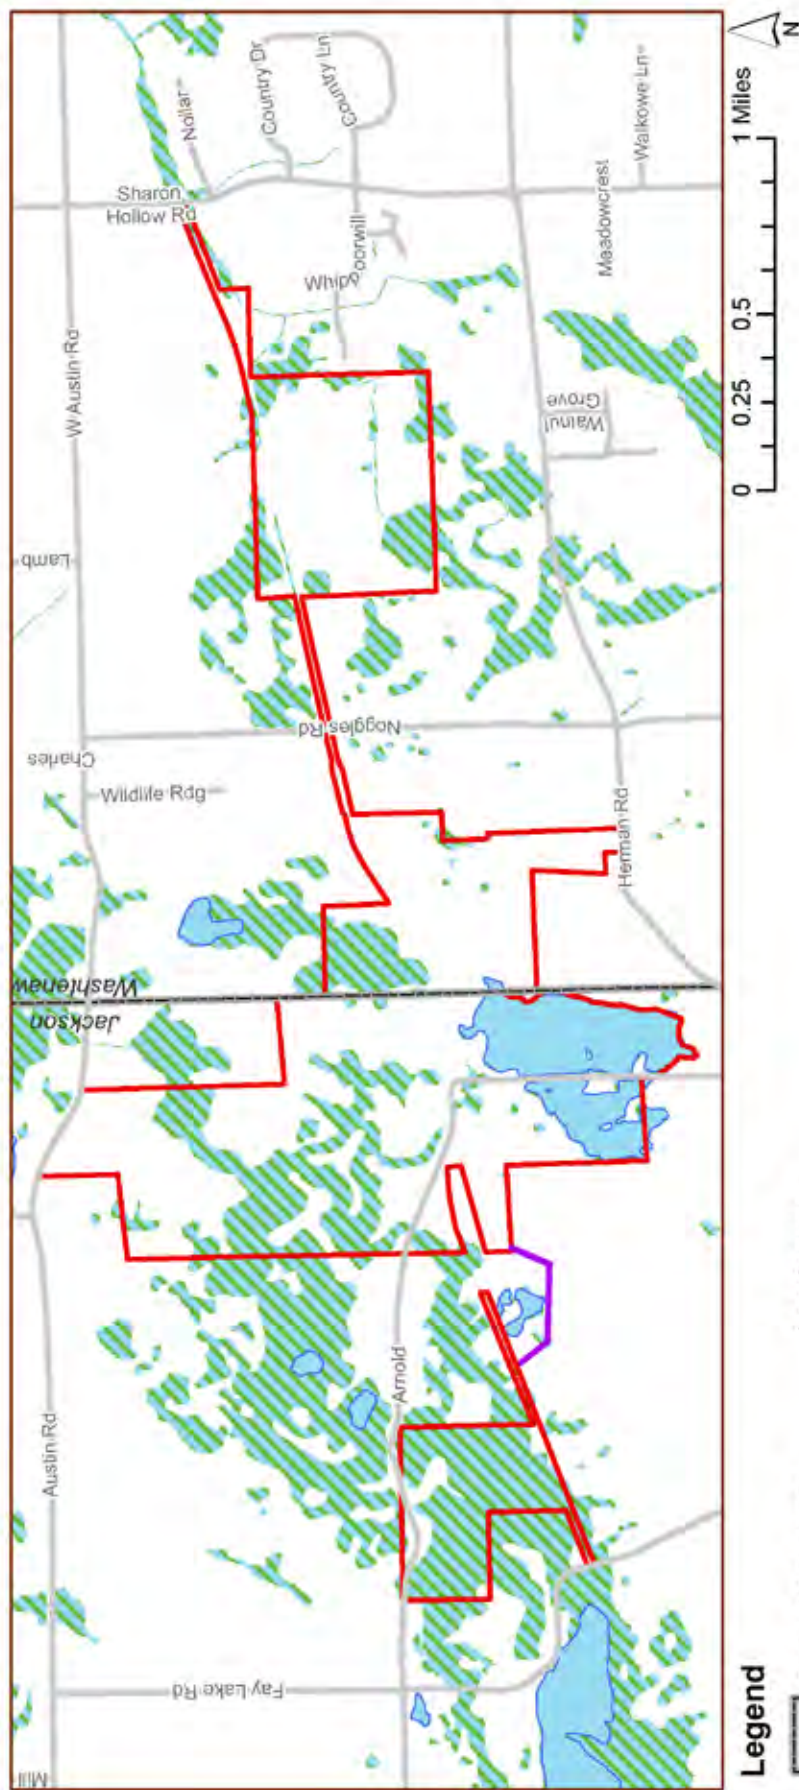 Mill
Austin Rd
Fay Lake Rd
Arnold
Jackson
Washtenaw
Charles
Wildlife Rdg
Lamb
W Austin Rd
Noggles Rd
Herman Rd
Sharon
Hollow Rd
Nollar
Country Dr
Country Ln
Whip
oorwill
Walnut
Grove
Meadowcrest
Walkowe Ln
0 0.25 0.5 1 Miles
N
Legend